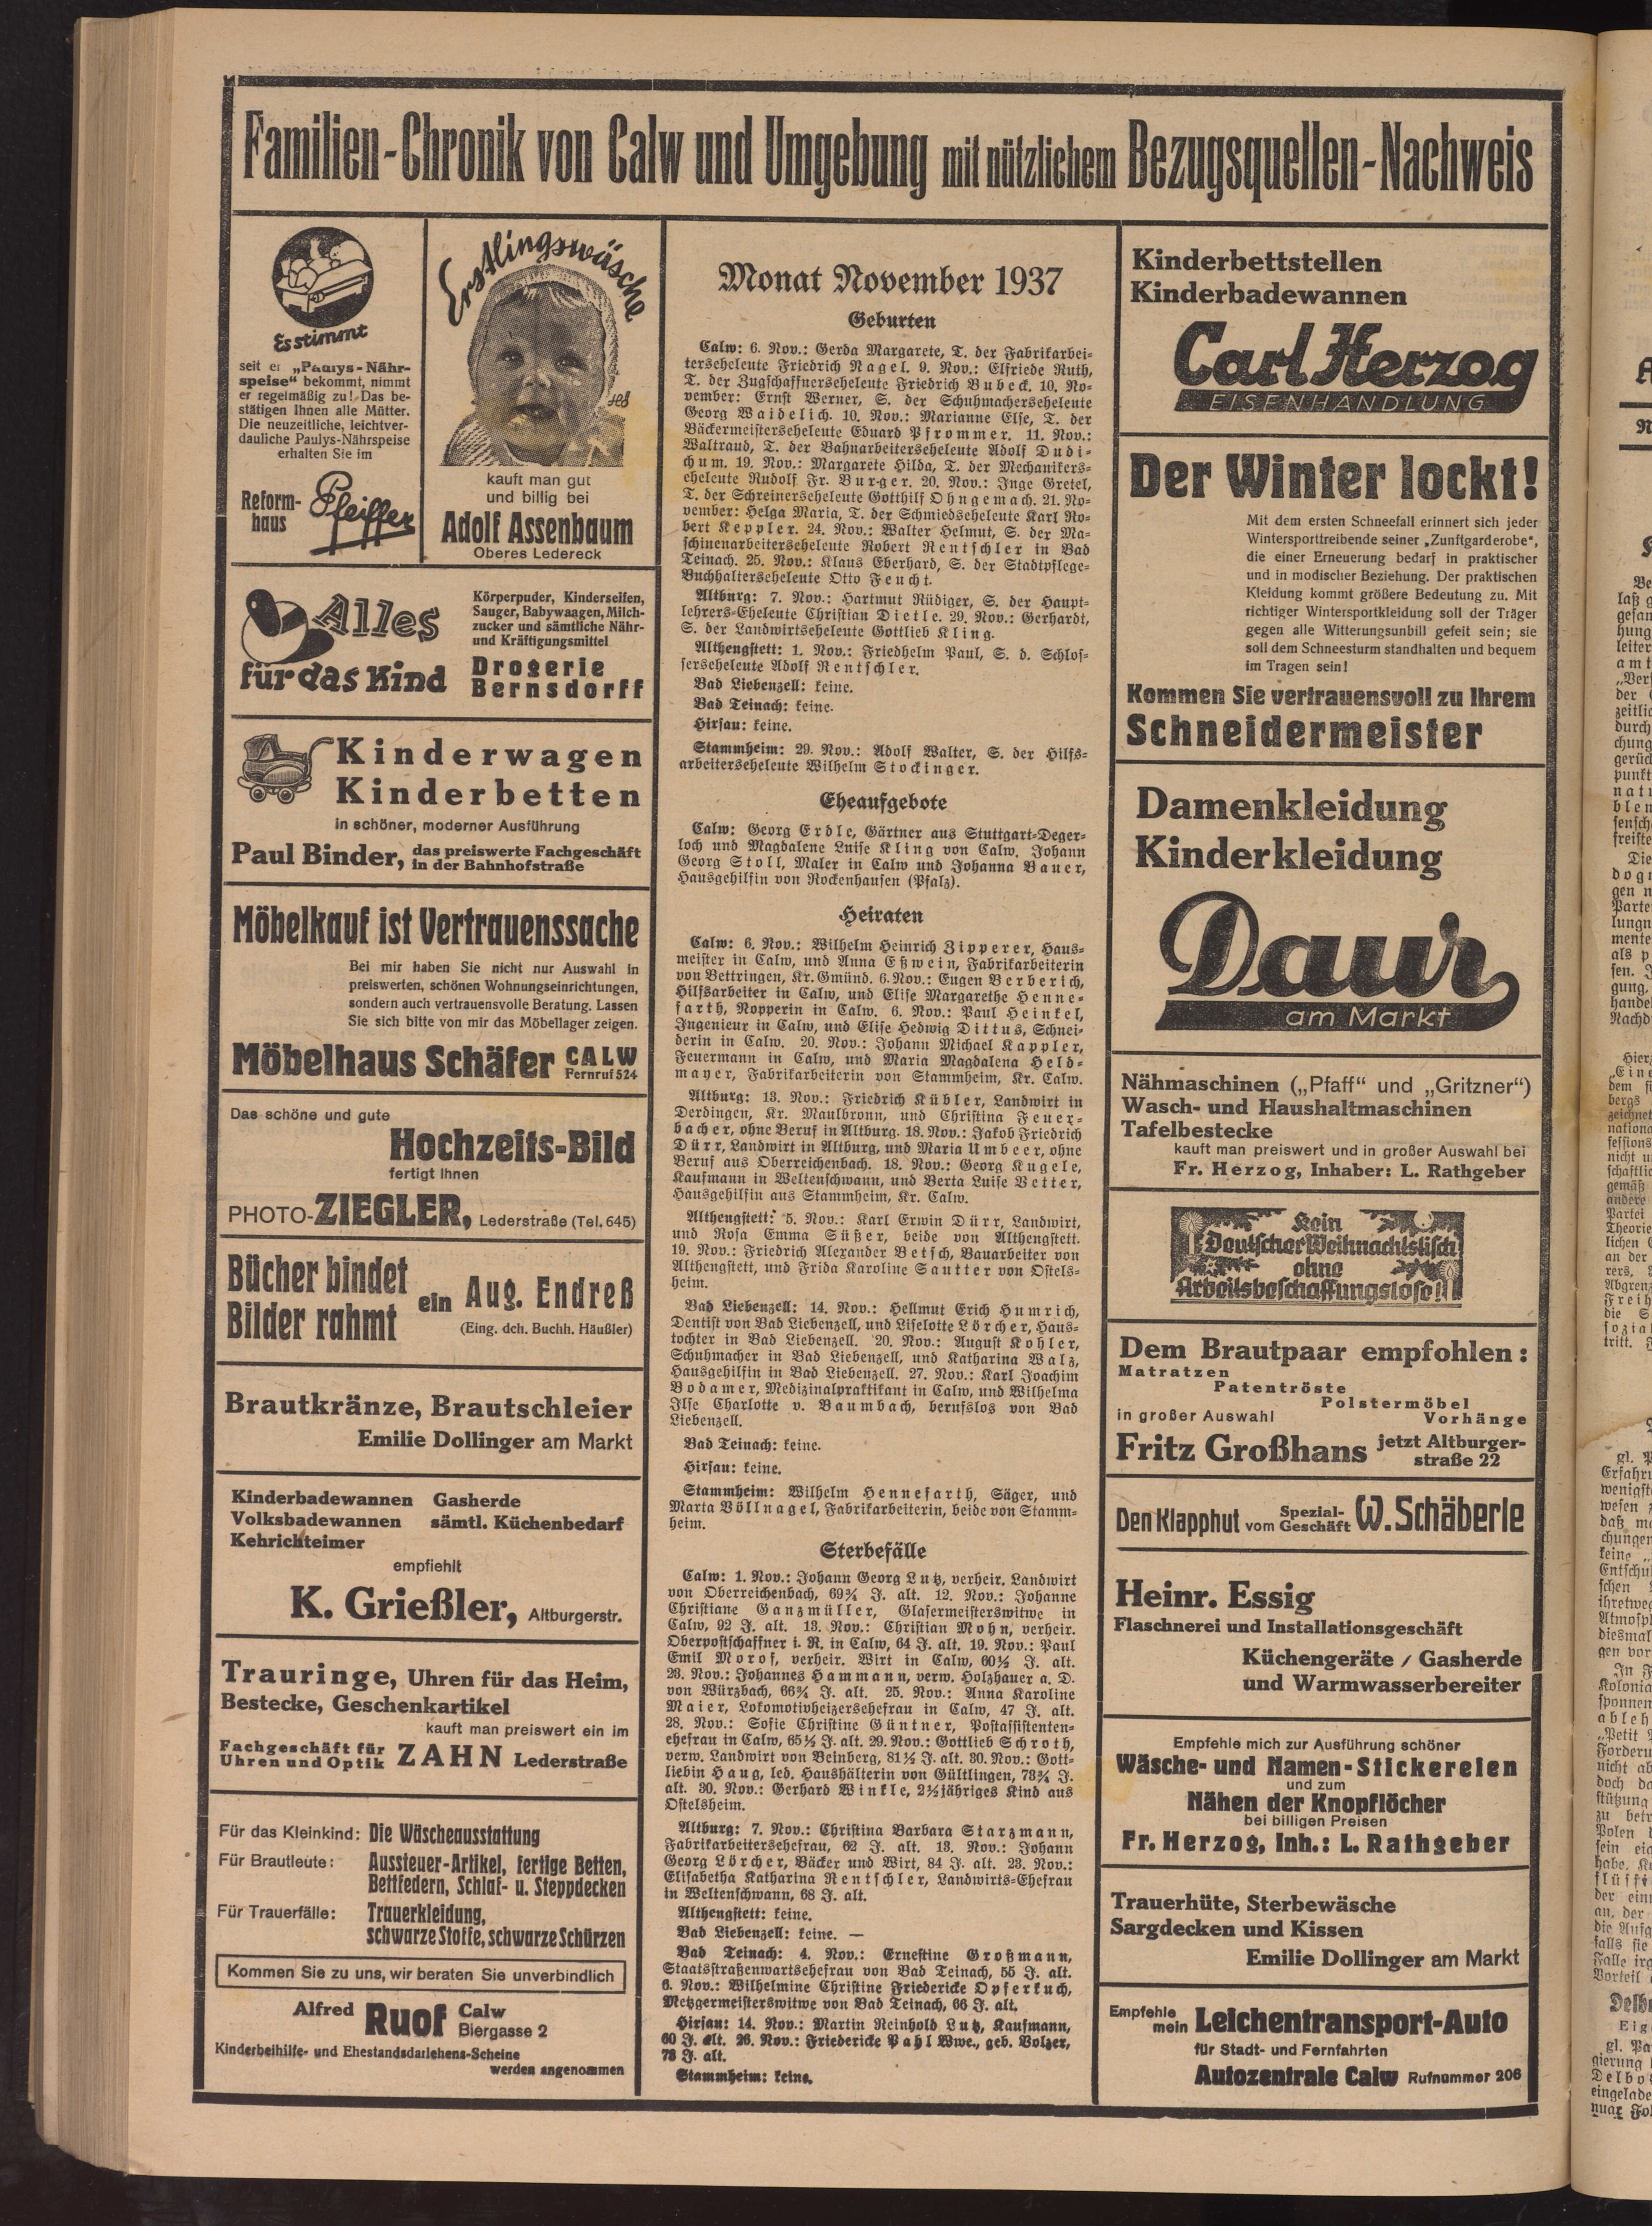 Familien-Chronik von Calw und Umgebung mit nützlichem Bezugsquellen-Nachweis
Es stimmt
seit er „Paulys-Nähr-
speise“ bekommt, nimmt
er regelmäßig zu! Das be-
stätigen Ihnen alle Mütter.
Die neuzeitliche, leichtver-
dauliche Paulys-Nährspeise
erhalten Sie im
Reform-
haus Pfeiffer
Erstlingswäsche
kauft man gut
und billig bei
Adolf Assenbaum
Oberes Ledereck
Alles
für das Kind
Körperpuder, Kinderseifen,
Sauger, Babywaagen, Milch-
zucker und sämtliche Nähr-
und Kräftigungsmittel
Drogerie
Bernsdorff
Kinderwagen
Kinderbetten
in schöner, moderner Ausführung
Paul Binder, das preiswerte Fachgeschäft
in der Bahnhofstraße
Möbelkauf ist Vertrauenssache
Bei mir haben Sie nicht nur Auswahl in
preiswerten, schönen Wohnungseinrichtungen,
sondern auch vertrauensvolle Beratung. Lassen
Sie sich bitte von mir das Möbellager zeigen.
Möbelhaus Schäfer CALW
Fernruf 524
Das schöne und gute
Hochzeits-Bild
fertigt Ihnen
PHOTO-ZIEGLER, Lederstraße (Tel. 645)
Bücher bindet
Bilder rahmt
ein Aug. Endreß
(Eing. dch. Buchh. Häußler)
Brautkränze, Brautschleier
Emilie Dollinger am Markt
Kinderbadewannen Gasherde
Volksbadewannen sämtl. Küchenbedarf
Kehrichteimer
empfiehlt
K. Grießler, Altburgerstr.
Trauringe, Uhren für das Heim,
Bestecke, Geschenkartikel
kauft man preiswert ein im
Fachgeschäft für
Uhren und Optik ZAHN Lederstraße
Für das Kleinkind: Die Wäscheausstattung
Für Brautleute: Aussteuer-Artikel, fertige Betten,
Bettfedern, Schlaf- u. Steppdecken
Für Trauerfälle: Trauerkleidung,
schwarze Stoffe, schwarze Schürzen
Kommen Sie zu uns, wir beraten Sie unverbindlich
Alfred Ruof Calw
Biergasse 2
Kinderbeihilfe- und Ehestandsdarlehens-Scheine
werden angenommen
Monat November 1937
Geburten
Calw: 6. Nov.: Gerda Margarete, T. der Fabrikarbei-
terseheleute Friedrich Nagel. 9. Nov.: Elfriede Ruth,
T. der Zugschaffnerseheleute Friedrich Bubeck. 10. No-
vember: Ernst Werner, S. der Schuhmacherseheleute
Georg Waidelich. 10. Nov.: Marianne Else, T. der
Bäckermeisterseheleute Eduard Pfrommer. 11. Nov.:
Waltraud, T. der Bahnarbeiterseheleute Adolf Dudi-
chum. 19. Nov.: Margarete Hilda, T. der Mechanikers-
eheleute Rudolf Fr. Burger. 20. Nov.: Inge Gretel,
T. der Schreinerseheleute Gotthilf Ohngemach. 21. No-
vember: Helga Maria, T. der Schmiedseheleute Karl Ro-
bert Keppler. 24. Nov.: Walter Helmut, S. der Ma-
schinenarbeiterseheleute Robert Rentschler in Bad
Teinach. 25. Nov.: Klaus Eberhard, S. der Stadtpflege-
Buchhalterseheleute Otto Feucht.
Altburg: 7. Nov.: Hartmut Rüdiger, S. der Haupt-
lehrers-Eheleute Christian Dietle. 29. Nov.: Gerhardt,
S. der Landwirtseheleute Gottlieb Kling.
Althengstett: 1. Nov.: Friedhelm Paul, S. d. Schlos-
serseheleute Adolf Rentschler.
Bad Liebenzell: keine.
Bad Teinach: keine.
Hirsau: keine.
Stammheim: 29. Nov.: Adolf Walter, S. der Hilfs-
arbeiterseheleute Wilhelm Stockinger.
Eheaufgebote
Calw: Georg Erdle, Gärtner aus Stuttgart-Deger-
loch und Magdalene Luise Kling von Calw. Johann
Georg Stoll, Maler in Calw und Johanna Bauer,
Hausgehilfin von Rockenhausen (Pfalz).
Heiraten
Calw: 6. Nov.: Wilhelm Heinrich Zipperer, Haus-
meister in Calw, und Anna Eßwein, Fabrikarbeiterin
von Bettringen, Kr. Gmünd. 6. Nov.: Eugen Berberich,
Hilfsarbeiter in Calw, und Elise Margarethe Henne-
farth, Nopperin in Calw. 6. Nov.: Paul Heinkel,
Ingenieur in Calw, und Elise Hedwig Dittus, Schnei-
derin in Calw. 20. Nov.: Johann Michael Kappler,
Feuermann in Calw, und Maria Magdalena Held-
mayer, Fabrikarbeiterin von Stammheim, Kr. Calw.
Altburg: 13. Nov.: Friedrich Kübler, Landwirt in
Derdingen, Kr. Maulbronn, und Christina Feuer-
bacher, ohne Beruf in Altburg. 18. Nov.: Jakob Friedrich
Dürr, Landwirt in Altburg, und Maria Umbeer, ohne
Beruf aus Oberreichenbach. 18. Nov.: Georg Kugele,
Kaufmann in Weltenschwann, und Berta Luise Vetter,
Hausgehilfin aus Stammheim, Kr. Calw.
Althengstett: 5. Nov.: Karl Erwin Dürr, Landwirt,
und Rosa Emma Süßer, beide von Althengstett.
19. Nov.: Friedrich Alexander Betsch, Bauarbeiter von
Althengstett, und Frida Karoline Sautter von Ostels-
heim.
Bad Liebenzell: 14. Nov.: Hellmut Erich Humrich,
Dentist von Bad Liebenzell, und Liselotte Lörcher, Haus-
tochter in Bad Liebenzell. 20. Nov.: August Kohler,
Schuhmacher in Bad Liebenzell, und Katharina Walz,
Hausgehilfin in Bad Liebenzell. 27. Nov.: Karl Joachim
Bodamer, Medizinalpraktikant in Calw, und Wilhelma
Ilse Charlotte v. Baumbach, berufslos von Bad
Liebenzell.
Bad Teinach: keine.
Hirsau: keine.
Stammheim: Wilhelm Hennefarth, Säger, und
Marta Völlnagel, Fabrikarbeiterin, beide von Stamm-
heim.
Sterbefälle
Calw: 1. Nov.: Johann Georg Lutz, verheir. Landwirt
von Oberreichenbach, 69¾ J. alt. 12. Nov.: Johanne
Christiane Ganzmüller, Glasermeisterswitwe in
Calw, 92 J. alt. 13. Nov.: Christian Mohn, verheir.
Oberpostschaffner i. R. in Calw, 64 J. alt. 19. Nov.: Paul
Emil Morof, verheir. Wirt in Calw, 60½ J. alt.
23. Nov.: Johannes Hammann, verw. Holzhauer a. D.
von Würzbach, 66¾ J. alt. 25. Nov.: Anna Karoline
Maier, Lokomotivheizersehefrau in Calw, 47 J. alt.
28. Nov.: Sofie Christine Güntner, Postassistenten-
ehefrau in Calw, 65½ J. alt. 29. Nov.: Gottlieb Schroth,
verw. Landwirt von Beinberg, 81½ J. alt. 30. Nov.: Gott-
liebin Haug, led. Haushälterin von Gültlingen, 73¾ J.
alt. 30. Nov.: Gerhard Winkle, 2½jähriges Kind aus
Ostelsheim.
Altburg: 7. Nov.: Christina Barbara Starzmann,
Fabrikarbeitersehefrau, 62 J. alt. 13. Nov.: Johann
Georg Lörcher, Bäcker und Wirt, 84 J. alt. 23. Nov.:
Elisabetha Katharina Rentschler, Landwirts-Ehefrau
in Weltenschwann, 68 J. alt.
Althengstett: keine.
Bad Liebenzell: keine. —
Bad Teinach: 4. Nov.: Ernestine Großmann,
Staatsstraßenwartsehefrau von Bad Teinach, 55 J. alt.
6. Nov.: Wilhelmine Christine Friedericke Opferkuch,
Metzgermeisterswitwe von Bad Teinach, 66 J. alt.
Hirsau: 14. Nov.: Martin Reinhold Lutz, Kaufmann,
60 J. alt. 26. Nov.: Friedericke Pahl Wwe., geb. Bolzer,
78 J. alt.
Stammheim: keine.
Kinderbettstellen
Kinderbadewannen
Carl Herzog
EISENHANDLUNG
Der Winter lockt!
Mit dem ersten Schneefall erinnert sich jeder
Wintersporttreibende seiner „Zunftgarderobe“,
die einer Erneuerung bedarf in praktischer
und in modischer Beziehung. Der praktischen
Kleidung kommt größere Bedeutung zu. Mit
richtiger Wintersportkleidung soll der Träger
gegen alle Witterungsunbill gefeit sein; sie
soll dem Schneesturm standhalten und bequem
im Tragen sein!
Kommen Sie vertrauensvoll zu Ihrem
Schneidermeister
Damenkleidung
Kinderkleidung
Daur
am Markt
Nähmaschinen („Pfaff“ und „Gritzner“)
Wasch- und Haushaltmaschinen
Tafelbestecke
kauft man preiswert und in großer Auswahl bei
Fr. Herzog, Inhaber: L. Rathgeber
Kein
Deutscher Weihnachtstisch
ohne
Arbeitsbeschaffungslose!!
Dem Brautpaar empfohlen:
Matratzen
Patentröste
Polstermöbel
in großer Auswahl Vorhänge
Fritz Großhans jetzt Altburger-
straße 22
Den Klapphut vom Spezial-
Geschäft W. Schäberle
Heinr. Essig
Flaschnerei und Installationsgeschäft
Küchengeräte / Gasherde
und Warmwasserbereiter
Empfehle mich zur Ausführung schöner
Wäsche- und Namen-Stickereien
und zum
Nähen der Knopflöcher
bei billigen Preisen
Fr. Herzog, Inh.: L. Rathgeber
Trauerhüte, Sterbewäsche
Sargdecken und Kissen
Emilie Dollinger am Markt
Empfehle
mein Leichentransport-Auto
für Stadt- und Fernfahrten
Autozentrale Calw Rufnummer 206